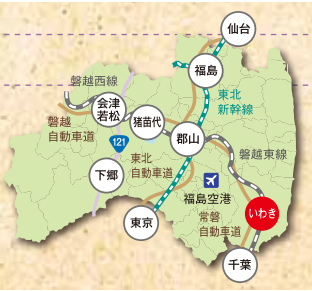 仙台
福島
東北
新幹線
磐越西線
会津
若松
猪苗代
磐越
自動車道
121
郡山
磐越東線
東北
自動車道
下郷
福島空港
東京
常磐
自動車道
いわき
千葉